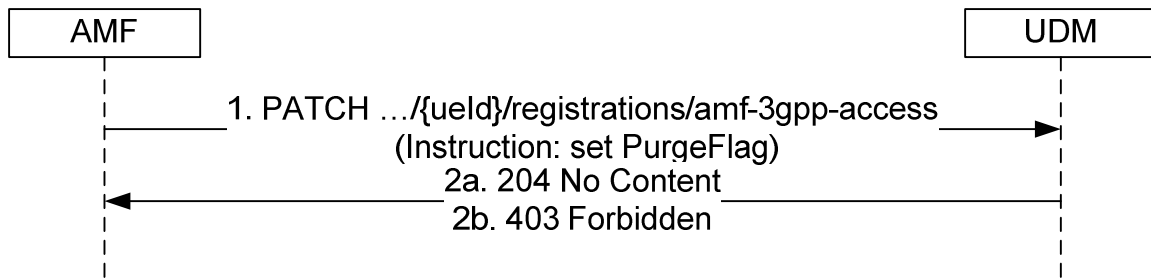 AMF
UDM
1. PATCH …/{ueId}/registrations/amf-3gpp-access
(Instruction: set PurgeFlag)
2a. 204 No Content
2b. 403 Forbidden